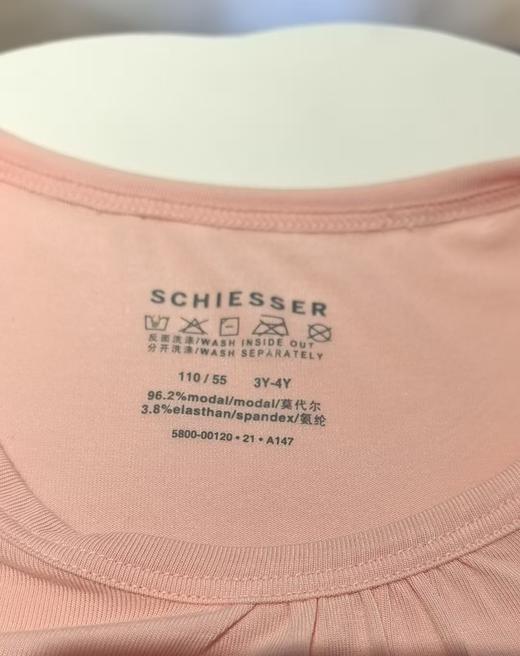 SCHIESSER
反面洗涤/WASH INSIDE OUT
分开洗涤/WASH SEPARATELY
110 / 55 3Y-4Y
96.2%modal/modal/莫代尔
3.8%elasthan/spandex/氨纶
5800-00120 • 21 • A147